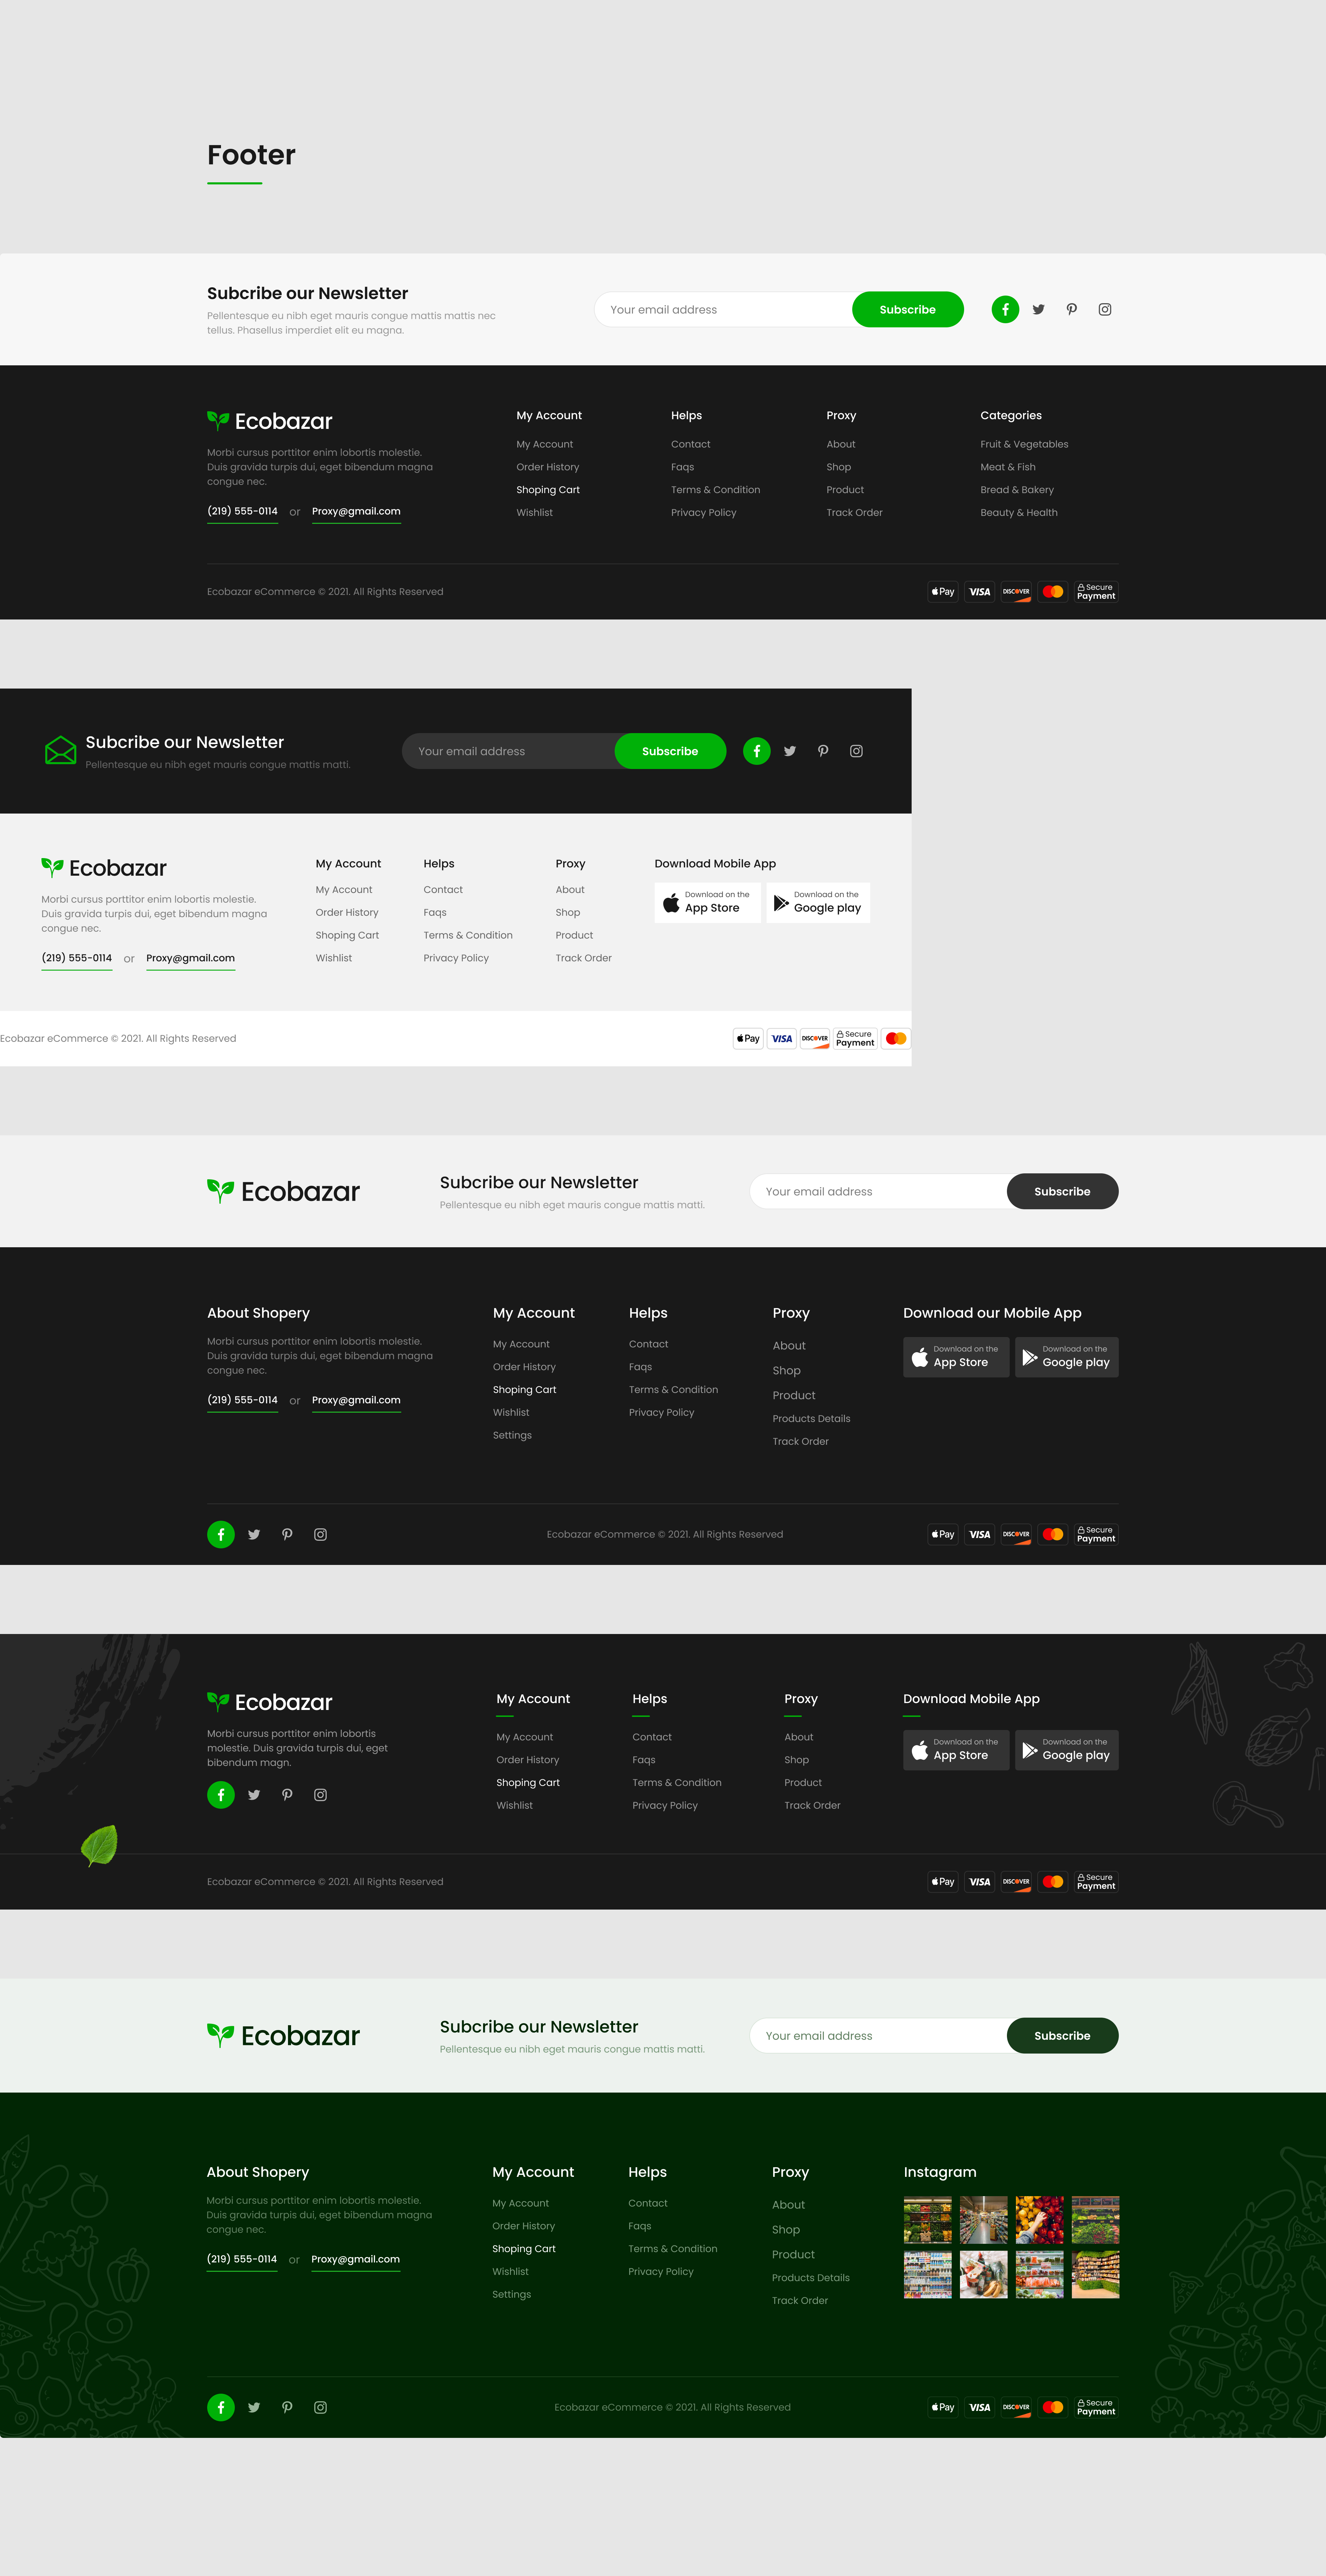 Footer
Subcribe our Newsletter
Pellentesque eu nibh eget mauris congue mattis mattis nec
tellus. Phasellus imperdiet elit eu magna.
Your email address
Subscribe
Ecobazar
Morbi cursus porttitor enim lobortis molestie.
Duis gravida turpis dui, eget bibendum magna
congue nec.
(219) 555-0114 or Proxy@gmail.com
My Account
My Account
Order History
Shoping Cart
Wishlist
Helps
Contact
Faqs
Terms & Condition
Privacy Policy
Proxy
About
Shop
Product
Track Order
Categories
Fruit & Vegetables
Meat & Fish
Bread & Bakery
Beauty & Health
Ecobazar eCommerce © 2021. All Rights Reserved
Pay
VISA
DISCOVER
Secure
Payment
Subcribe our Newsletter
Pellentesque eu nibh eget mauris congue mattis matti.
Your email address
Subscribe
Ecobazar
Morbi cursus porttitor enim lobortis molestie.
Duis gravida turpis dui, eget bibendum magna
congue nec.
(219) 555-0114 or Proxy@gmail.com
My Account
My Account
Order History
Shoping Cart
Wishlist
Helps
Contact
Faqs
Terms & Condition
Privacy Policy
Proxy
About
Shop
Product
Track Order
Download Mobile App
Download on the
App Store
Download on the
Google play
Ecobazar eCommerce © 2021. All Rights Reserved
Pay
VISA
DISCOVER
Secure
Payment
Ecobazar
Subcribe our Newsletter
Pellentesque eu nibh eget mauris congue mattis matti.
Your email address
Subscribe
About Shopery
Morbi cursus porttitor enim lobortis molestie.
Duis gravida turpis dui, eget bibendum magna
congue nec.
(219) 555-0114 or Proxy@gmail.com
My Account
My Account
Order History
Shoping Cart
Wishlist
Settings
Helps
Contact
Faqs
Terms & Condition
Privacy Policy
Proxy
About
Shop
Product
Products Details
Track Order
Download our Mobile App
Download on the
App Store
Download on the
Google play
Ecobazar eCommerce © 2021. All Rights Reserved
Pay
VISA
DISCOVER
Secure
Payment
Ecobazar
Morbi cursus porttitor enim lobortis
molestie. Duis gravida turpis dui, eget
bibendum magn.
My Account
My Account
Order History
Shoping Cart
Wishlist
Helps
Contact
Faqs
Terms & Condition
Privacy Policy
Proxy
About
Shop
Product
Track Order
Download Mobile App
Download on the
App Store
Download on the
Google play
Ecobazar eCommerce © 2021. All Rights Reserved
Pay
VISA
DISCOVER
Secure
Payment
Ecobazar
Subcribe our Newsletter
Pellentesque eu nibh eget mauris congue mattis matti.
Your email address
Subscribe
About Shopery
Morbi cursus porttitor enim lobortis molestie.
Duis gravida turpis dui, eget bibendum magna
congue nec.
(219) 555-0114 or Proxy@gmail.com
My Account
My Account
Order History
Shoping Cart
Wishlist
Settings
Helps
Contact
Faqs
Terms & Condition
Privacy Policy
Proxy
About
Shop
Product
Products Details
Track Order
Instagram
Ecobazar eCommerce © 2021. All Rights Reserved
Pay
VISA
DISCOVER
Secure
Payment